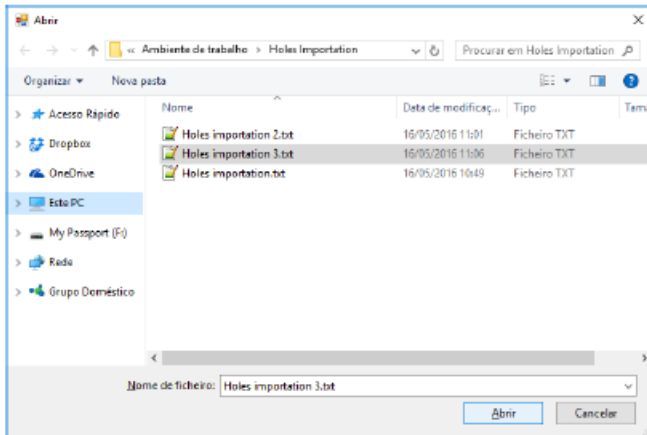 Abrir
« Ambiente de trabalho > Holes Importation
Procurar em Holes Importation
Organizar
Nova pasta
Nome
Data de modificaç...
Tipo
Tama
Acesso Rápido
Dropbox
OneDrive
Este PC
My Passport (F:)
Rede
Grupo Doméstico
Holes importation 2.txt 16/05/2016 11:01 Ficheiro TXT
Holes importation 3.txt 16/05/2016 11:06 Ficheiro TXT
Holes importation.txt 16/05/2016 10:49 Ficheiro TXT
Nome de ficheiro: Holes importation 3.txt
Abrir
Cancelar